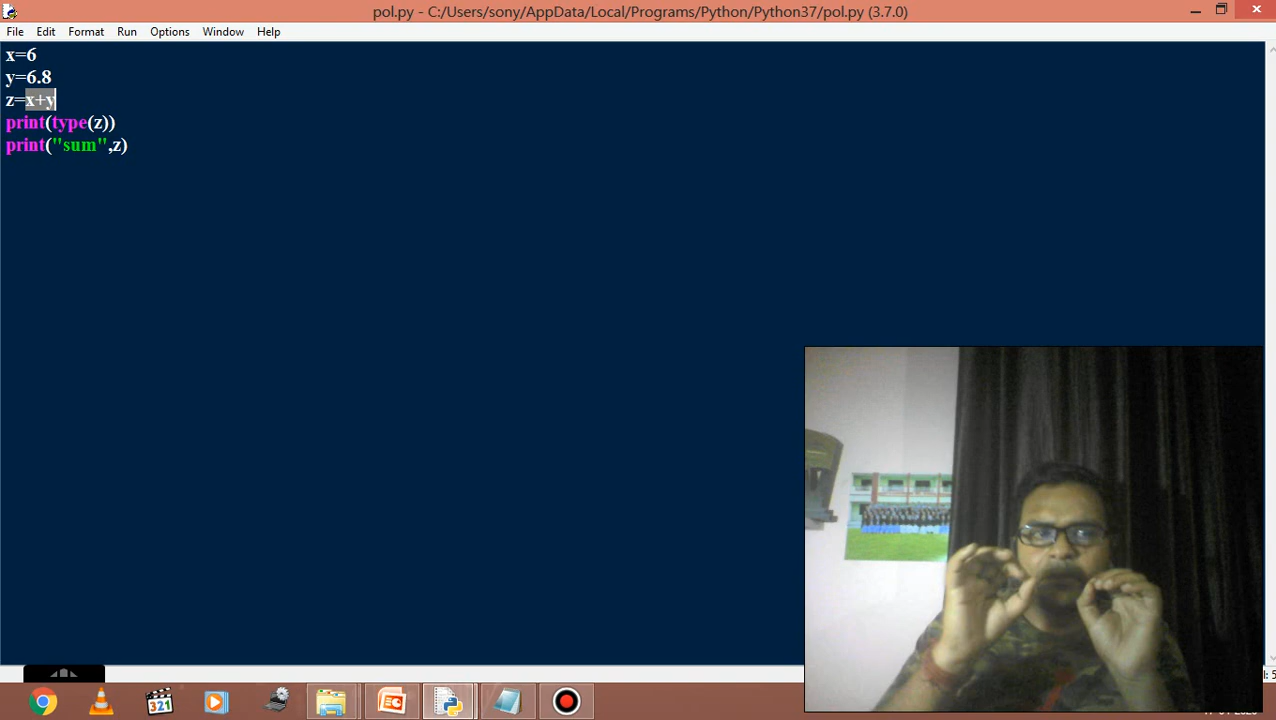 pol.py - C:/Users/sony/AppData/Local/Programs/Python/Python37/pol.py (3.7.0)
File Edit Format Run Options Window Help
x=6
y=6.8
z=x+y
print(type(z))
print("sum",z)
321